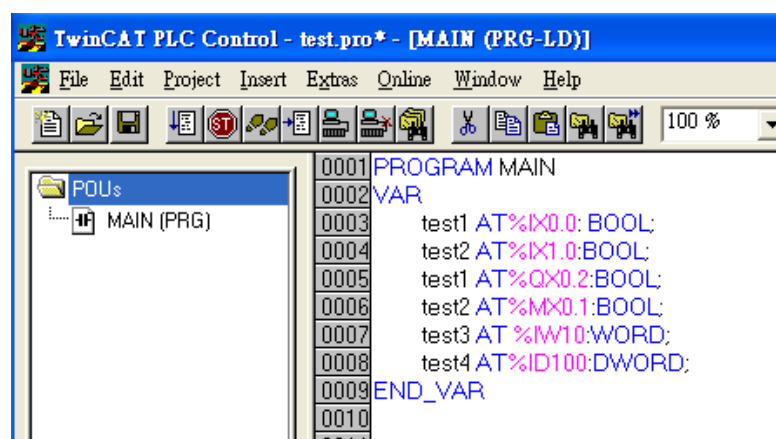 TwinCAT PLC Control - test.pro* - [MAIN (PRG-LD)]
File Edit Project Insert Extras Online Window Help
ST 100 %
POUs
MAIN (PRG)
0001 PROGRAM MAIN
0002 VAR
0003 test1 AT%IX0.0: BOOL;
0004 test2 AT%IX1.0:BOOL;
0005 test1 AT%QX0.2:BOOL;
0006 test2 AT%MX0.1:BOOL;
0007 test3 AT %IW10:WORD;
0008 test4 AT%ID100:DWORD;
0009 END_VAR
0010